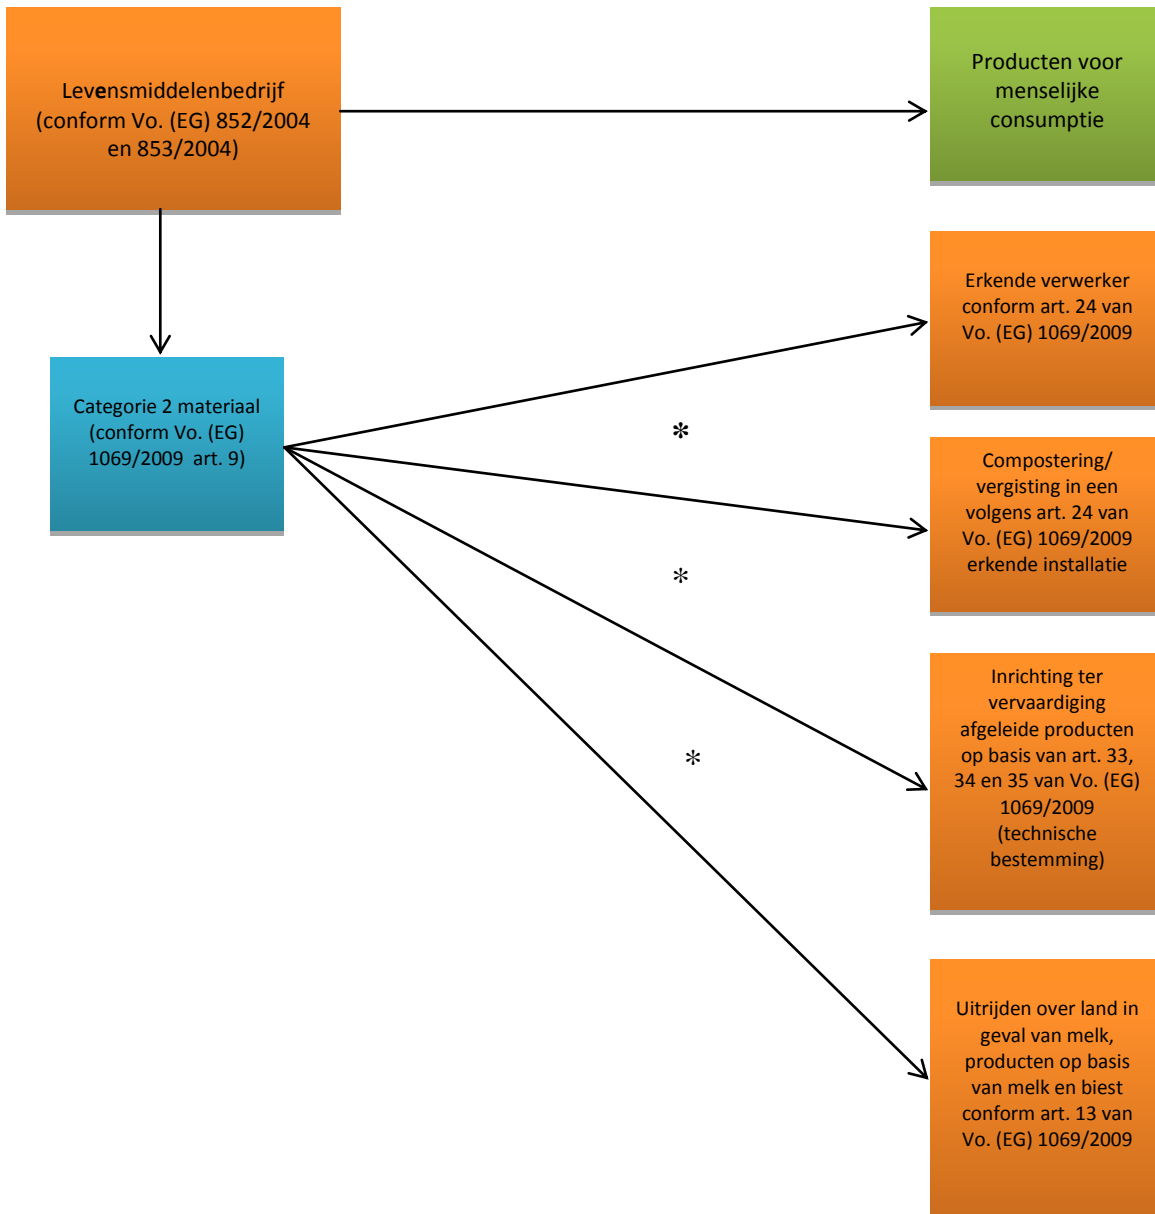 Levensmiddelenbedrijf
(conform Vo. (EG) 852/2004
en 853/2004)
Producten voor
menselijke
consumptie
Erkende verwerker
conform art. 24 van
Vo. (EG) 1069/2009
Categorie 2 materiaal
(conform Vo. (EG)
1069/2009 art. 9)
*
Compostering/
vergisting in een
volgens art. 24 van
Vo. (EG) 1069/2009
erkende installatie
*
Inrichting ter
vervaardiging
afgeleide producten
op basis van art. 33,
34 en 35 van Vo. (EG)
1069/2009
(technische
bestemming)
*
Uitrijden over land in
geval van melk,
producten op basis
van melk en biest
conform art. 13 van
Vo. (EG) 1069/2009